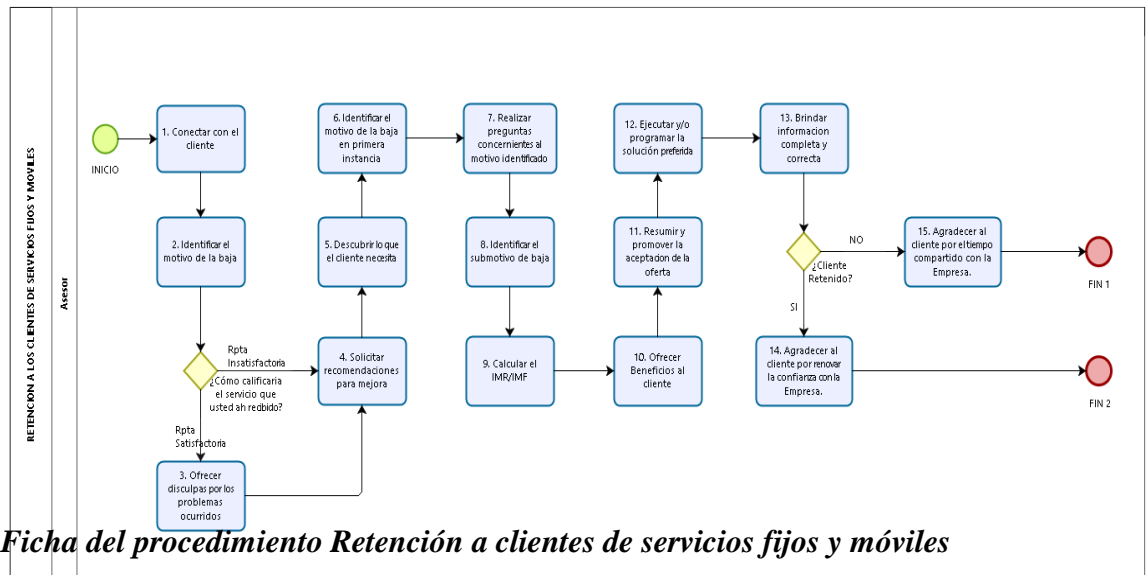 RETENCION A LOS CLIENTES DE SERVICIOS FIJOS Y MOVILES
Asesor
INICIO
1. Conectar con el
cliente
2. Identificar el
motivo de la baja
Rpta
Insatisfactoria
¿Cómo calificaria
el servicio que
usted ah redbido?
Rpta
Satisfactoria
3. Ofrecer
disculpas por los
problemas
ocurridos
4. Solicitar
recomendaciones
para mejora
5. Descubrir lo que
el cliente necesita
6. Identificar el
motivo de la baja
en primera
instancia
7. Realizar
preguntas
concernientes al
motivo identificado
8. Identificar el
submotivo de baja
9. Calcular el
IMR/IMF
10. Ofrecer
Beneficios al
cliente
11. Resumir y
promover la
aceptacion de la
oferta
12. Ejecutar y/o
programar la
solución preferida
13. Brindar
informacion
completa y
correcta
¿Cliente
Retenido?
NO
15. Agradecer al
cliente por el tiempo
compartido con la
Empresa.
FIN 1
SI
14. Agradecer al
cliente por renovar
la confianza con la
Empresa.
FIN 2
Ficha del procedimiento Retención a clientes de servicios fijos y móviles